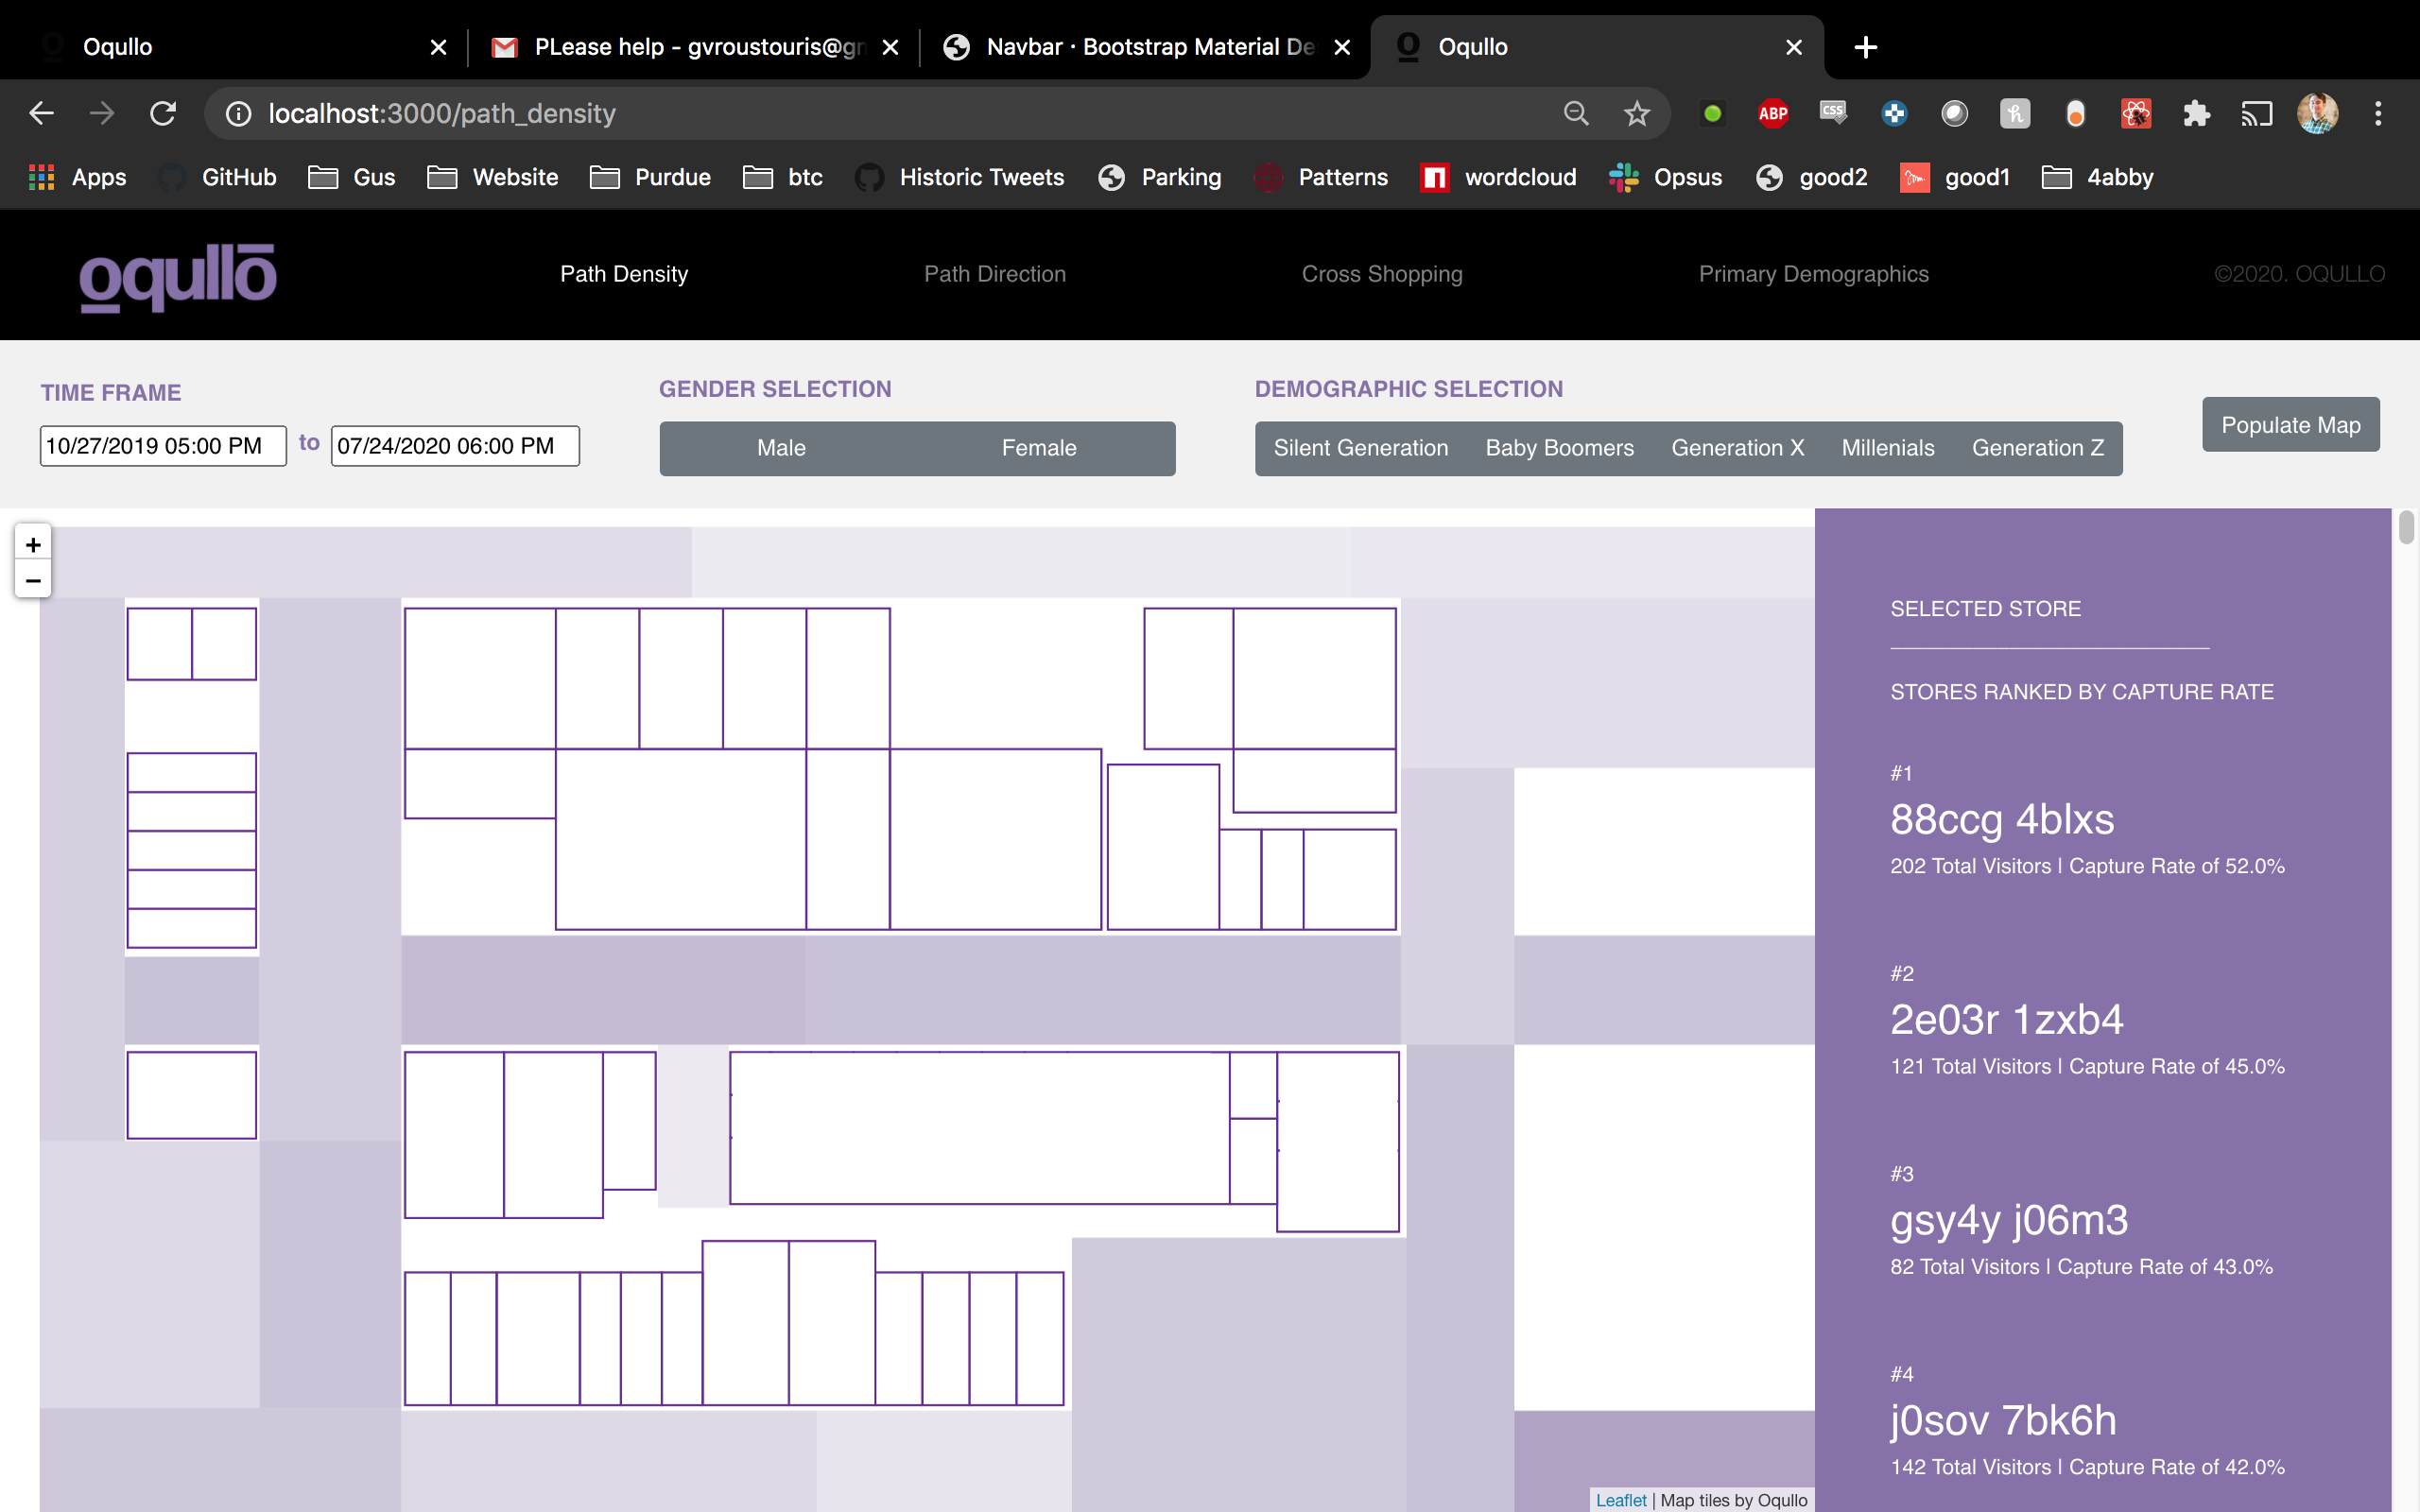 Oqullo
PLease help - gvroustouris@gn
Navbar · Bootstrap Material De
Oqullo
localhost:3000/path_density
ABP
CSS
Apps
GitHub
Gus
Website
Purdue
btc
Historic Tweets
Parking
Patterns
wordcloud
Opsus
good2
good1
4abby
oqullo
Path Density
Path Direction
Cross Shopping
Primary Demographics
©2020. OQULLO
TIME FRAME
10/27/2019 05:00 PM to 07/24/2020 06:00 PM
GENDER SELECTION
Male Female
DEMOGRAPHIC SELECTION
Silent Generation Baby Boomers Generation X Millenials Generation Z
Populate Map
+
−
SELECTED STORE
STORES RANKED BY CAPTURE RATE
#1
88ccg 4blxs
202 Total Visitors | Capture Rate of 52.0%
#2
2e03r 1zxb4
121 Total Visitors | Capture Rate of 45.0%
#3
gsy4y j06m3
82 Total Visitors | Capture Rate of 43.0%
#4
j0sov 7bk6h
142 Total Visitors | Capture Rate of 42.0%
Leaflet | Map tiles by Oqullo